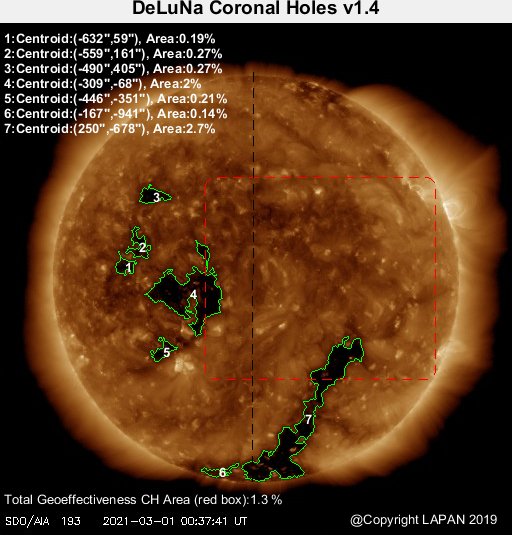 DeLuNa Coronal Holes v1.4
1:Centroid:(-632",59"), Area:0.19%
2:Centroid:(-559",161"), Area:0.27%
3:Centroid:(-490",405"), Area:0.27%
4:Centroid:(-309",-68"), Area:2%
5:Centroid:(-446",-351"), Area:0.21%
6:Centroid:(-167",-941"), Area:0.14%
7:Centroid:(250",-678"), Area:2.7%
3
2
1
4
5
7
6
Total Geoeffectiveness CH Area (red box):1.3 %
SDO/AIA 193 2021-03-01 00:37:41 UT
@Copyright LAPAN 2019